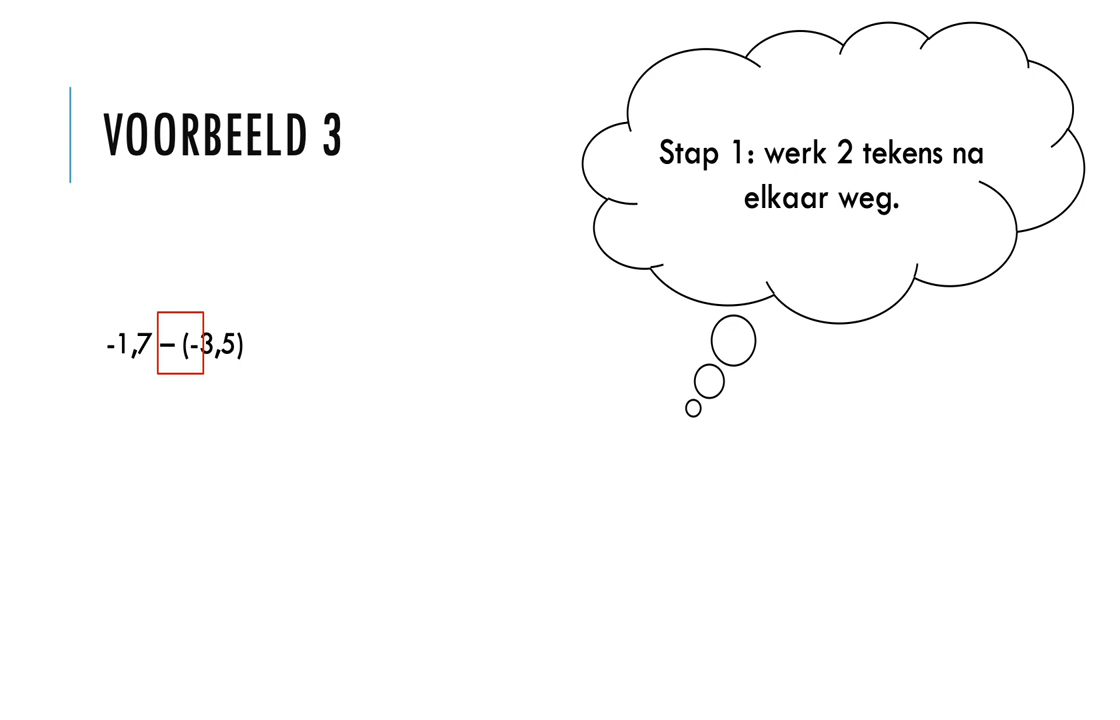 VOORBEELD 3
Stap 1: werk 2 tekens na
elkaar weg.
-1,7 – (-3,5)